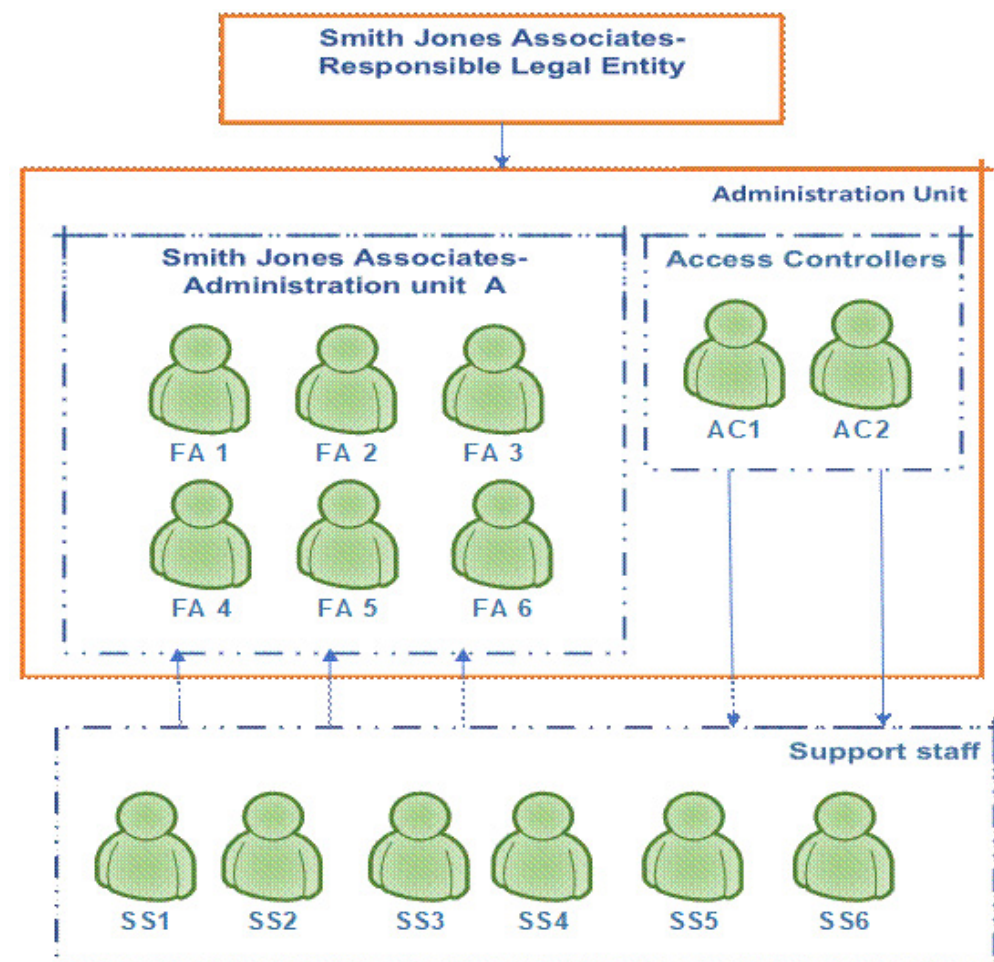 Smith Jones Associates-
Responsible Legal Entity
Administration Unit
Smith Jones Associates-
Administration unit A
Access Controllers
FA 1 FA 2 FA 3
AC1 AC2
FA 4 FA 5 FA 6
Support staff
SS1 SS2 SS3 SS4 SS5 SS6